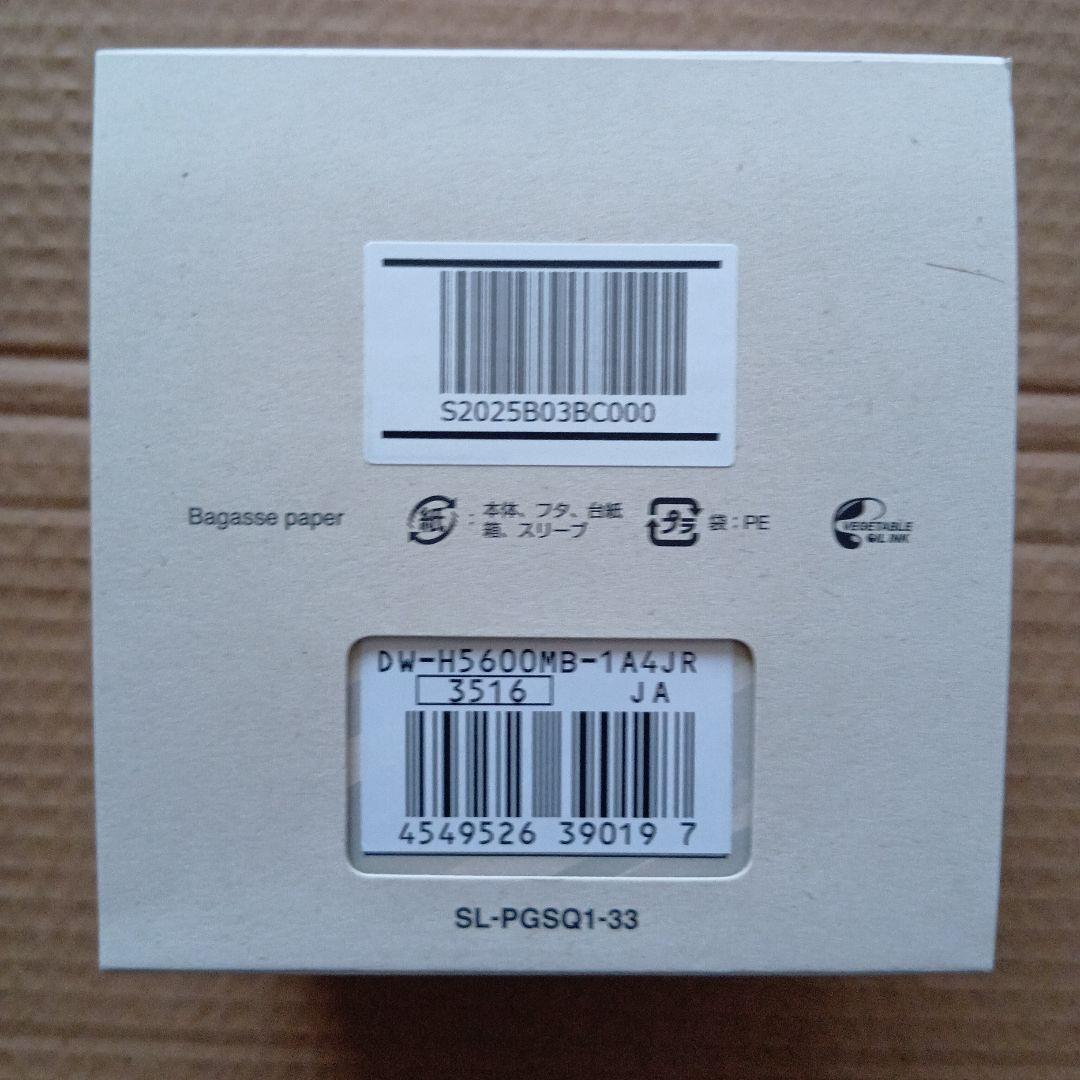 S2025B03BC000
Bagasse paper
紙 : 本体、フタ、台紙
箱、スリーブ
プラ 袋：PE
VEGETABLE
OIL INK
DW-H5600MB-1A4JR
3516 JA
4549526 39019 7
SL-PGSQ1-33